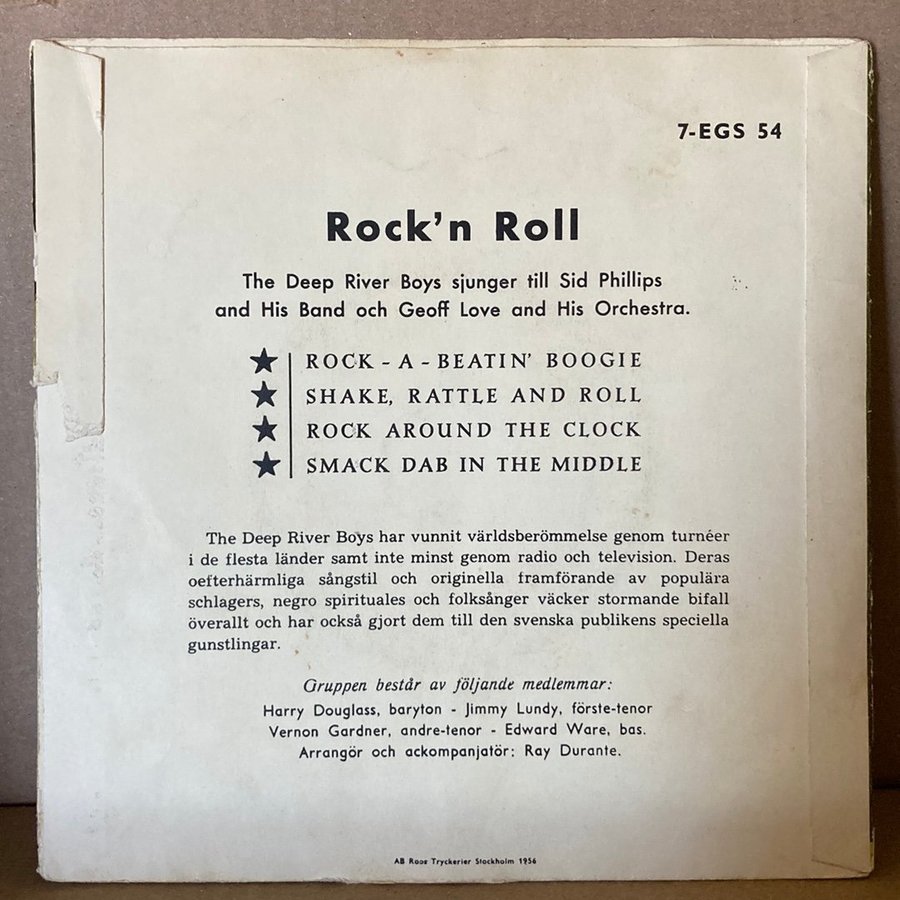 7-EGS 54
Rock'n Roll
The Deep River Boys sjunger till Sid Phillips
and His Band och Geoff Love and His Orchestra.
★ ROCK - A - BEATIN' BOOGIE
★ SHAKE, RATTLE AND ROLL
★ ROCK AROUND THE CLOCK
★ SMACK DAB IN THE MIDDLE
The Deep River Boys har vunnit världsberömmelse genom turnéer
i de flesta länder samt inte minst genom radio och television. Deras
oefterhärmliga sångstil och originella framförande av populära
schlagers, negro spirituales och folksånger väcker stormande bifall
överallt och har också gjort dem till den svenska publikens speciella
gunstlingar.
Gruppen består av följande medlemmar:
Harry Douglass, baryton - Jimmy Lundy, förste-tenor
Vernon Gardner, andre-tenor - Edward Ware, bas.
Arrangör och ackompanjatör: Ray Durante.
AB Roos Tryckerier Stockholm 1956